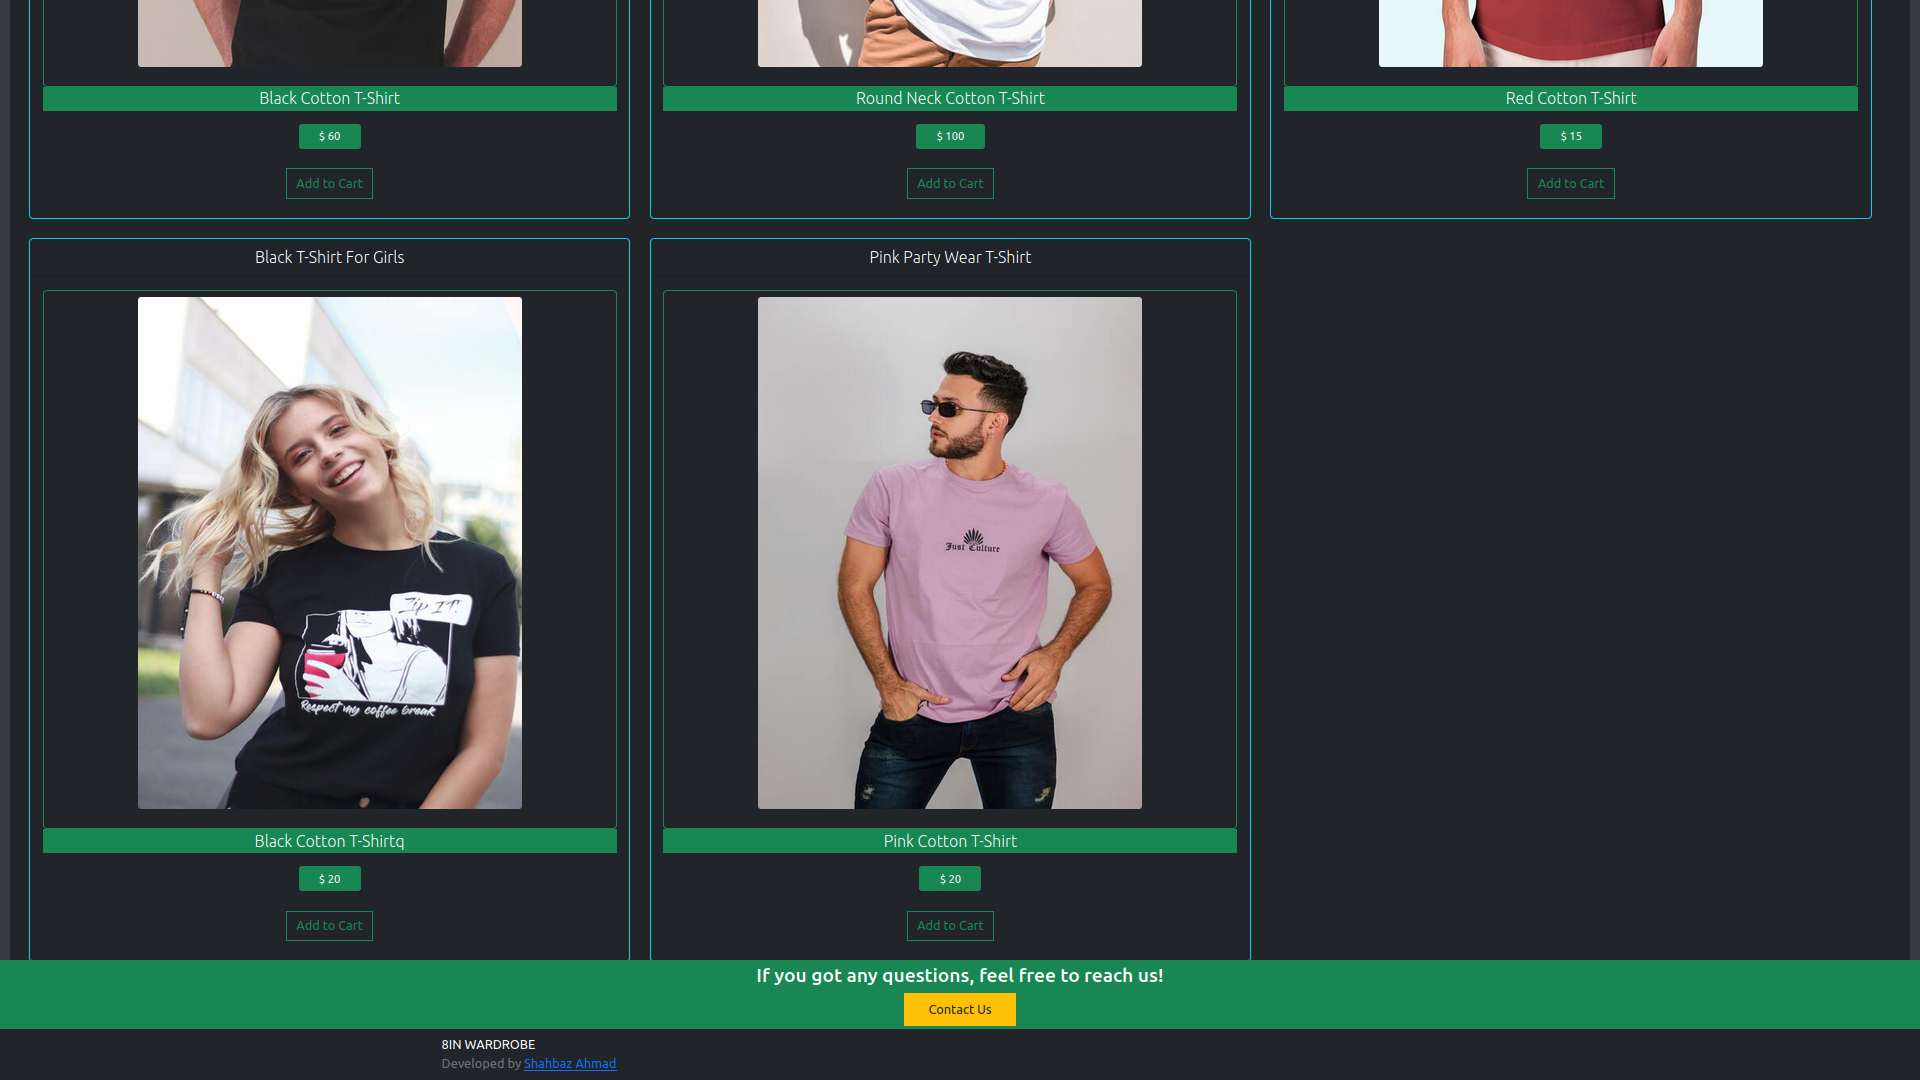 Black Cotton T-Shirt
Round Neck Cotton T-Shirt
Red Cotton T-Shirt
$ 60
$ 100
$ 15
Add to Cart
Add to Cart
Add to Cart
Black T-Shirt For Girls
Pink Party Wear T-Shirt
Just Culture
Zip IT!
Respect my coffee break
Black Cotton T-Shirtq
Pink Cotton T-Shirt
$ 20
$ 20
Add to Cart
Add to Cart
If you got any questions, feel free to reach us!
Contact Us
8IN WARDROBE
Developed by Shahbaz Ahmad